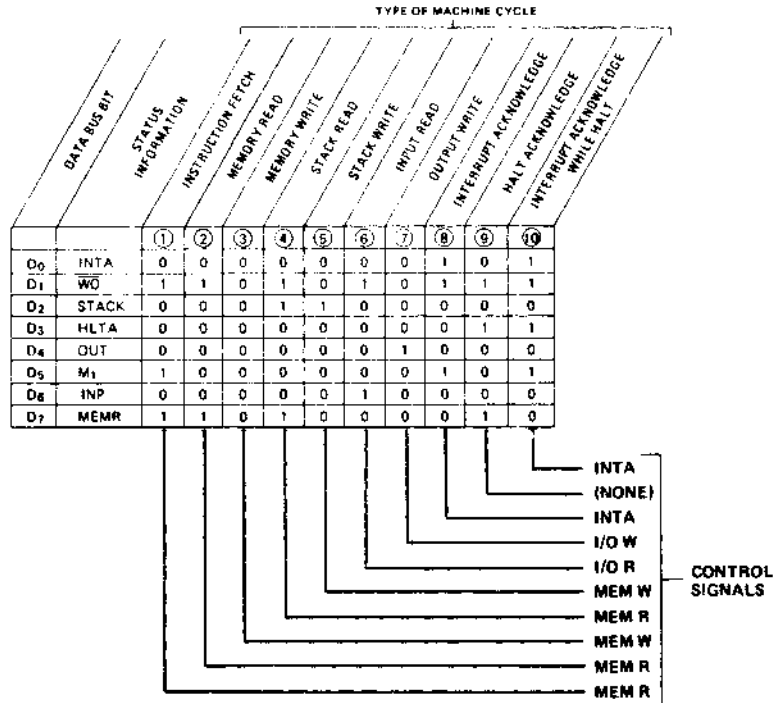 TYPE OF MACHINE CYCLE
DATA BUS BIT
STATUS
INFORMATION
INSTRUCTION FETCH
MEMORY READ
MEMORY WRITE
STACK READ
STACK WRITE
INPUT READ
OUTPUT WRITE
INTERRUPT ACKNOWLEDGE
HALT ACKNOWLEDGE
INTERRUPT ACKNOWLEDGE
WHILE HALT
① ② ③ ④ ⑤ ⑥ ⑦ ⑧ ⑨ ⑩
D₀ INTA 0 0 0 0 0 0 0 1 0 1
D₁ W̅O̅ 1 1 0 1 0 1 0 1 1 1
D₂ STACK 0 0 0 1 1 0 0 0 0 0
D₃ HLTA 0 0 0 0 0 0 0 0 1 1
D₄ OUT 0 0 0 0 0 0 1 0 0 0
D₅ M₁ 1 0 0 0 0 0 0 1 0 1
D₆ INP 0 0 0 0 0 1 0 0 0 0
D₇ MEMR 1 1 0 1 0 0 0 0 1 0
INTA
(NONE)
INTA
I/O W
I/O R
MEM W
MEM R
MEM W
MEM R
MEM R
CONTROL
SIGNALS